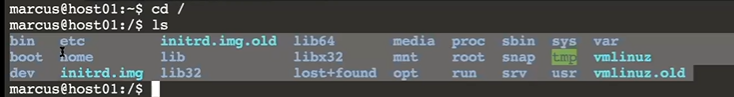 marcus@host01:~$ cd /
marcus@host01:/$ ls
bin etc initrd.img.old lib64 media proc sbin sys var
boot home lib libx32 mnt root snap tmp vmlinuz
dev initrd.img lib32 lost+found opt run srv usr vmlinuz.old
marcus@host01:/$